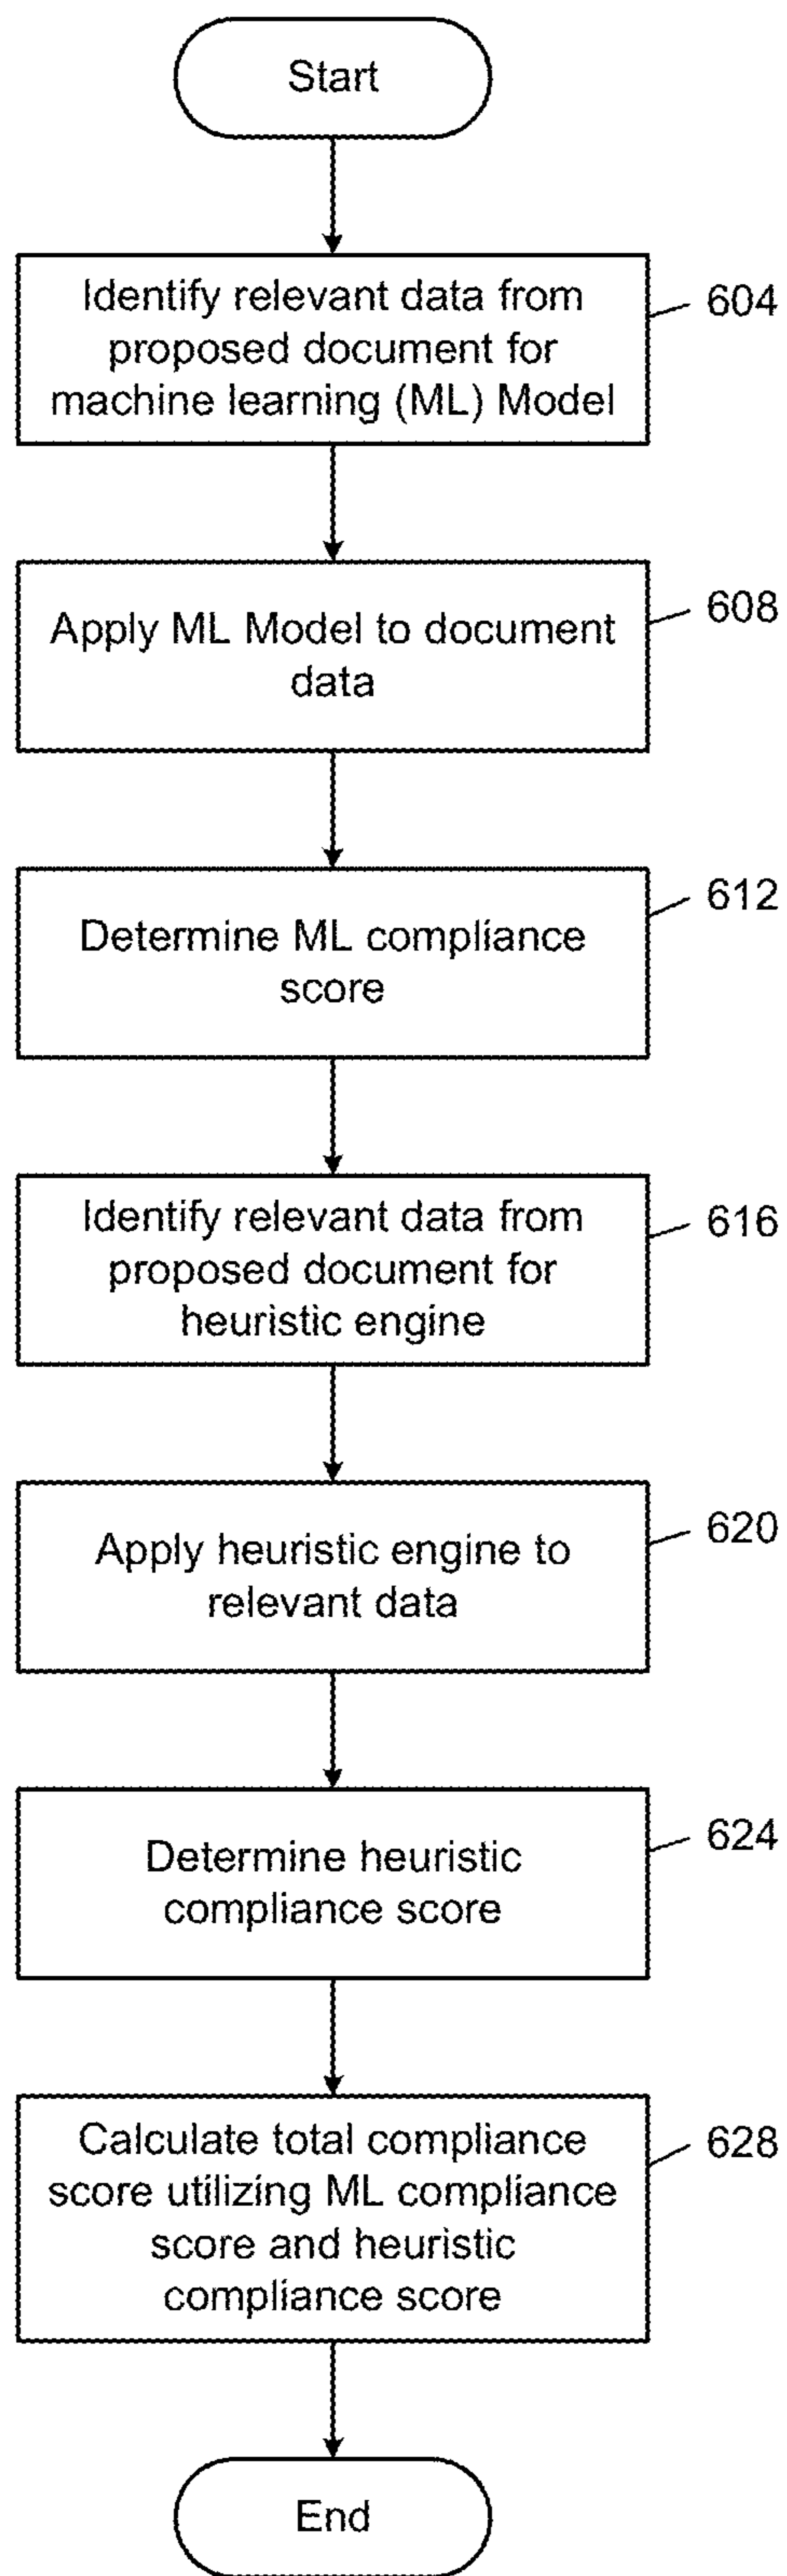 Start
Identify relevant data from
proposed document for
machine learning (ML) Model
604
Apply ML Model to document
data
608
Determine ML compliance
score
612
Identify relevant data from
proposed document for
heuristic engine
616
Apply heuristic engine to
relevant data
620
Determine heuristic
compliance score
624
Calculate total compliance
score utilizing ML compliance
score and heuristic
compliance score
628
End